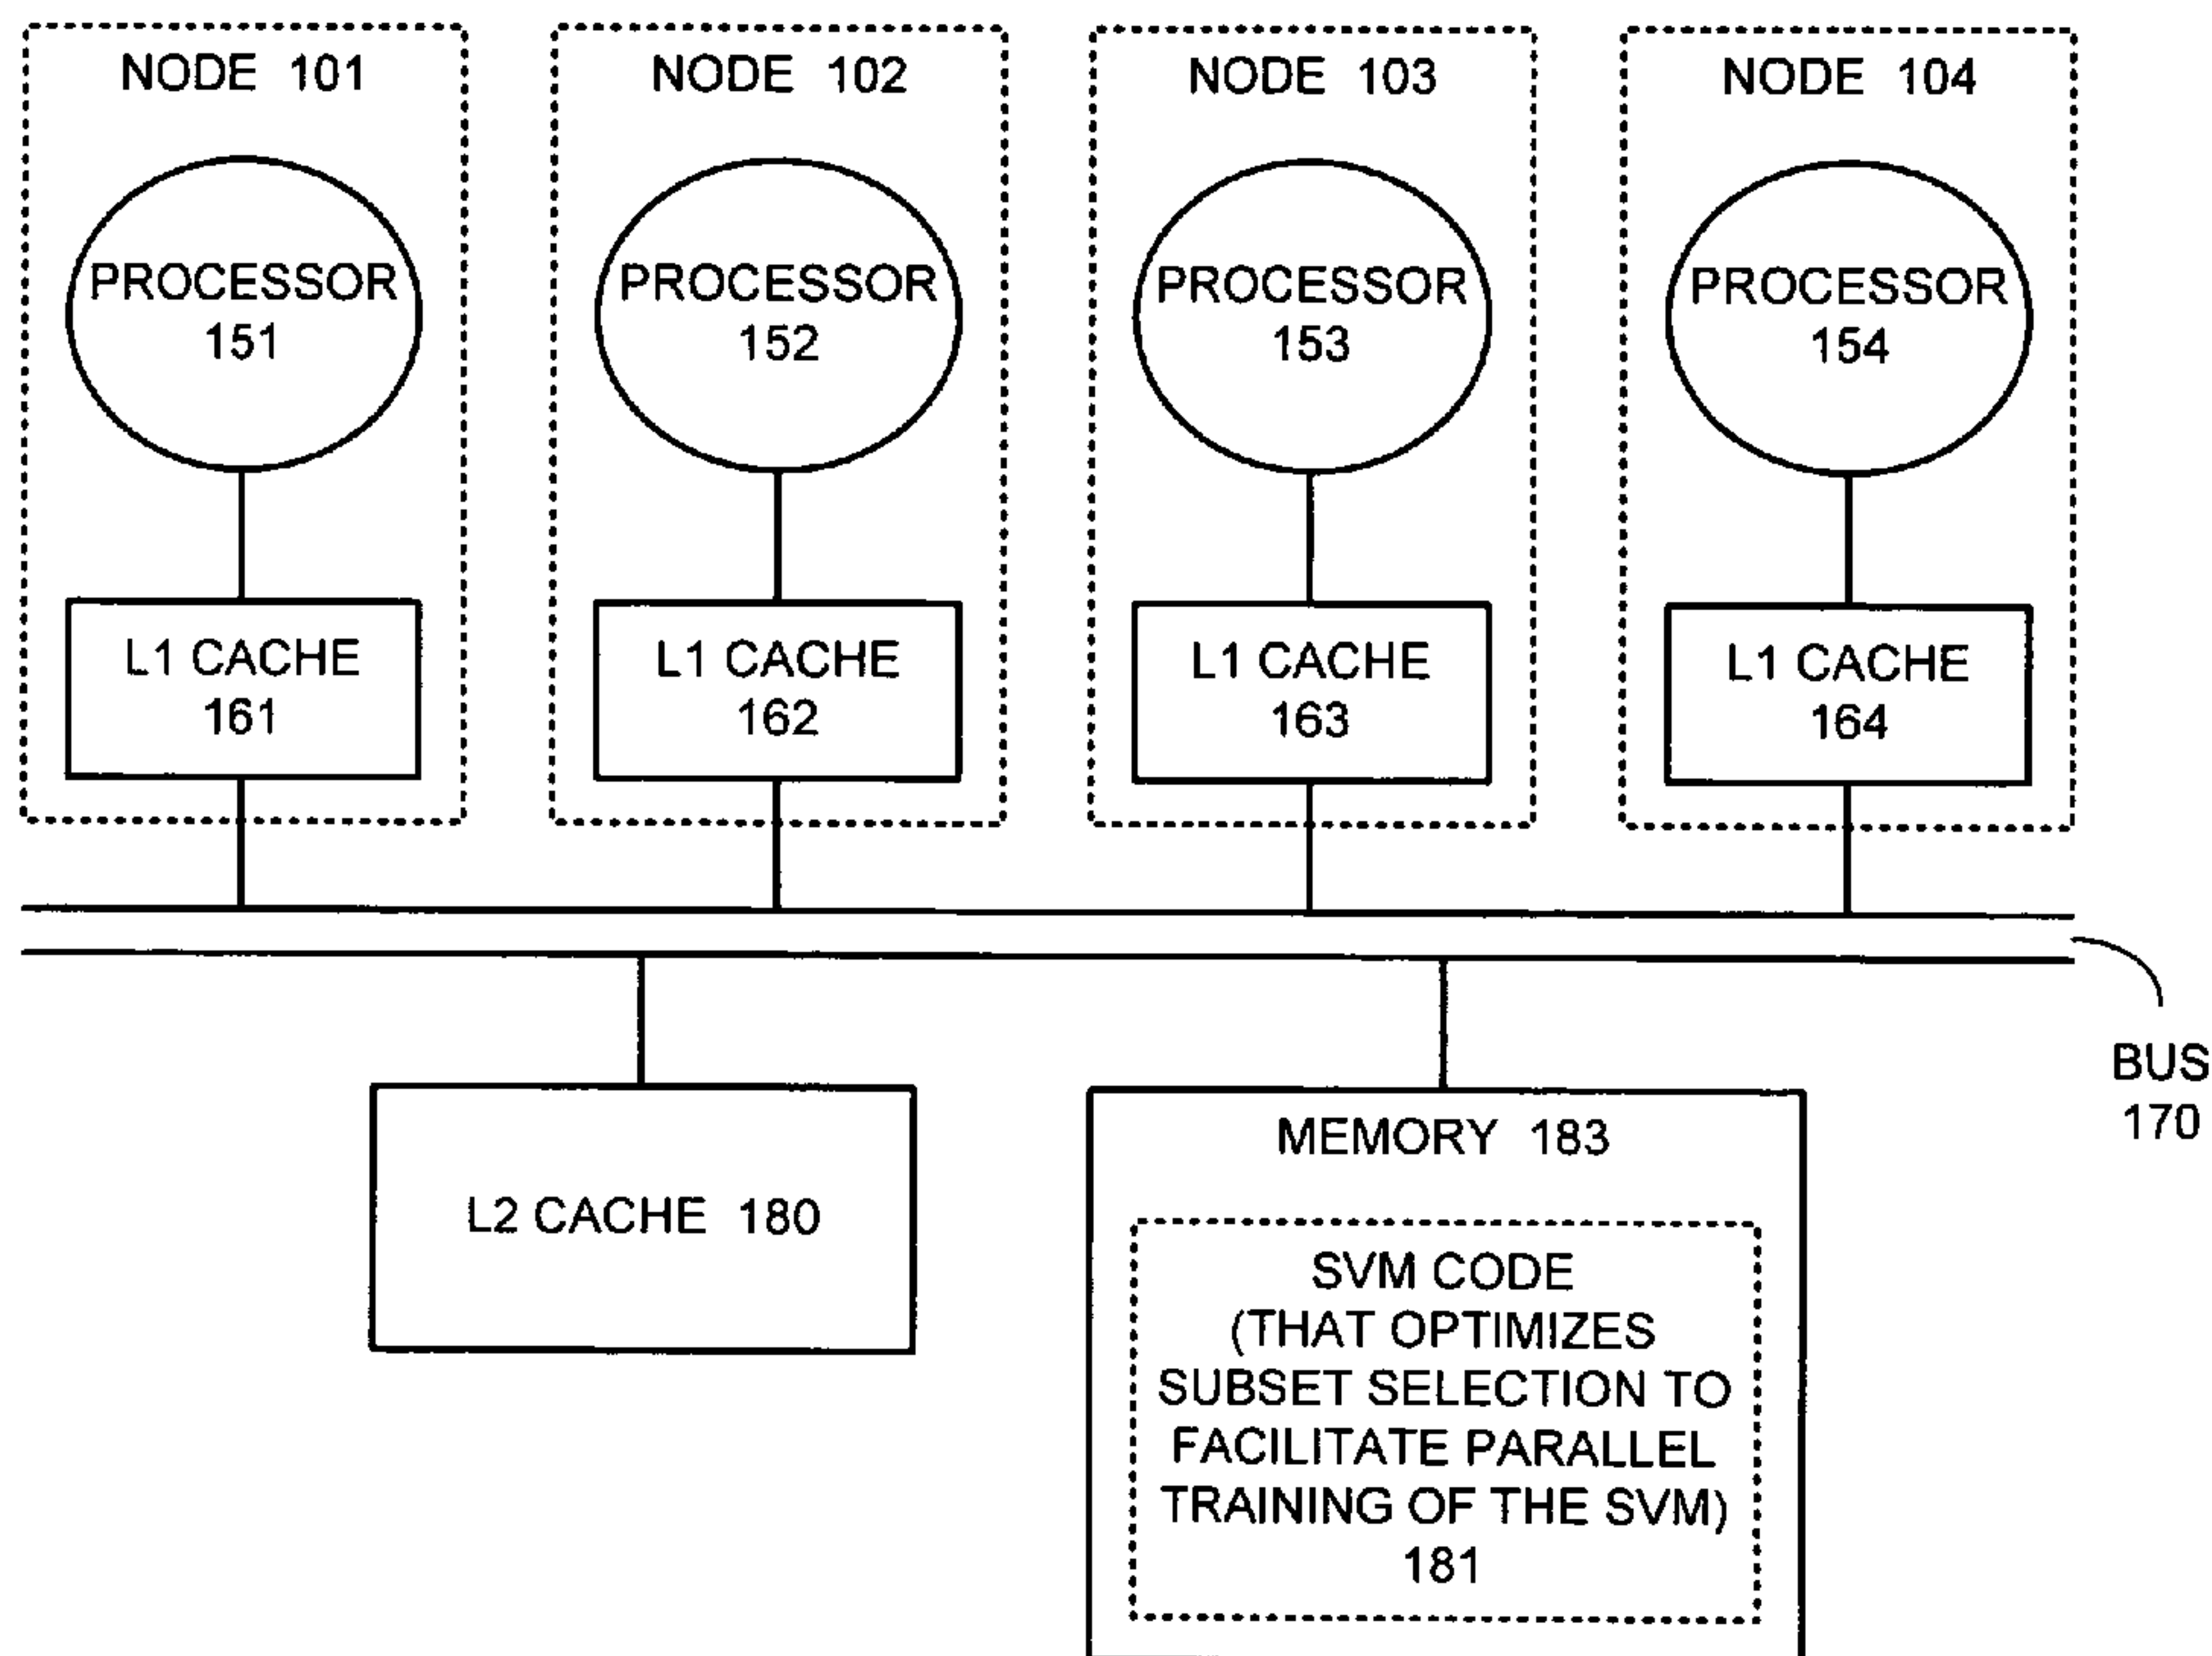 NODE 101
PROCESSOR
151
L1 CACHE
161
NODE 102
PROCESSOR
152
L1 CACHE
162
NODE 103
PROCESSOR
153
L1 CACHE
163
NODE 104
PROCESSOR
154
L1 CACHE
164
BUS
170
L2 CACHE 180
MEMORY 183
SVM CODE
(THAT OPTIMIZES
SUBSET SELECTION TO
FACILITATE PARALLEL
TRAINING OF THE SVM)
181